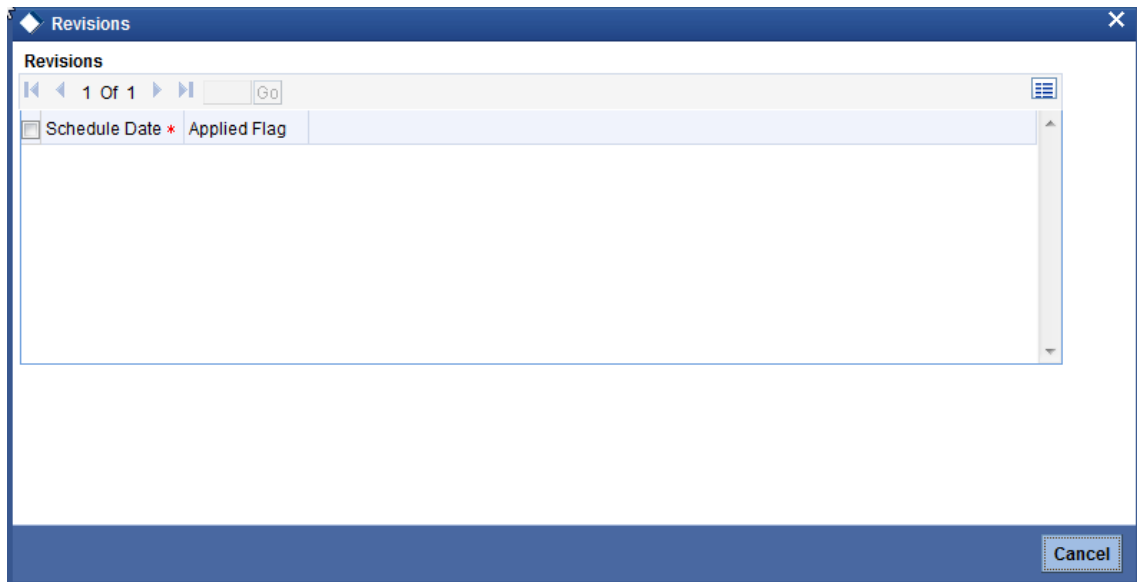 Revisions
Revisions
1 Of 1 Go
Schedule Date * Applied Flag
Cancel